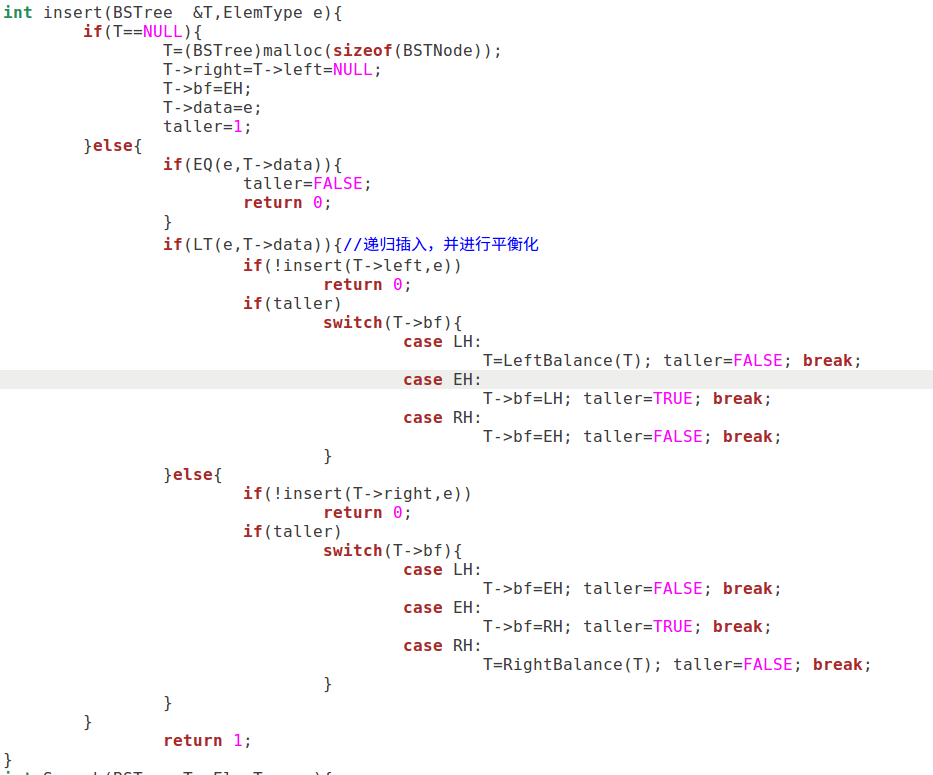 int insert(BSTree  &T,ElemType e){
        if(T==NULL){
                T=(BSTree)malloc(sizeof(BSTNode));
                T->right=T->left=NULL;
                T->bf=EH;
                T->data=e;
                taller=1;
        }else{
                if(EQ(e,T->data)){
                        taller=FALSE;
                        return 0;
                }
                if(LT(e,T->data)){//递归插入，并进行平衡化
                        if(!insert(T->left,e))
                                return 0;
                        if(taller)
                                switch(T->bf){
                                        case LH:
                                                T=LeftBalance(T); taller=FALSE; break;
                                        case EH:
                                                T->bf=LH; taller=TRUE; break;
                                        case RH:
                                                T->bf=EH; taller=FALSE; break;
                                }
                }else{
                        if(!insert(T->right,e))
                                return 0;
                        if(taller)
                                switch(T->bf){
                                        case LH:
                                                T->bf=EH; taller=FALSE; break;
                                        case EH:
                                                T->bf=RH; taller=TRUE; break;
                                        case RH:
                                                T=RightBalance(T); taller=FALSE; break;
                                }
                }
        }
                return 1;
}